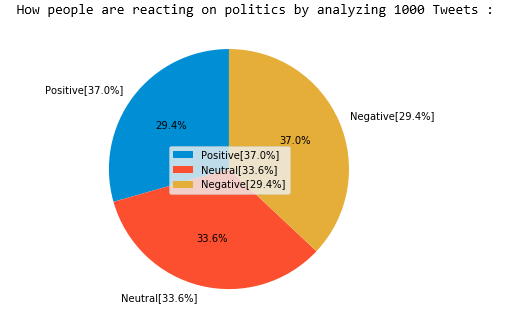 How people are reacting on politics by analyzing 1000 Tweets :
Positive[37.0%]
Negative[29.4%]
29.4%
37.0%
Positive[37.0%]
Neutral[33.6%]
Negative[29.4%]
33.6%
Neutral[33.6%]